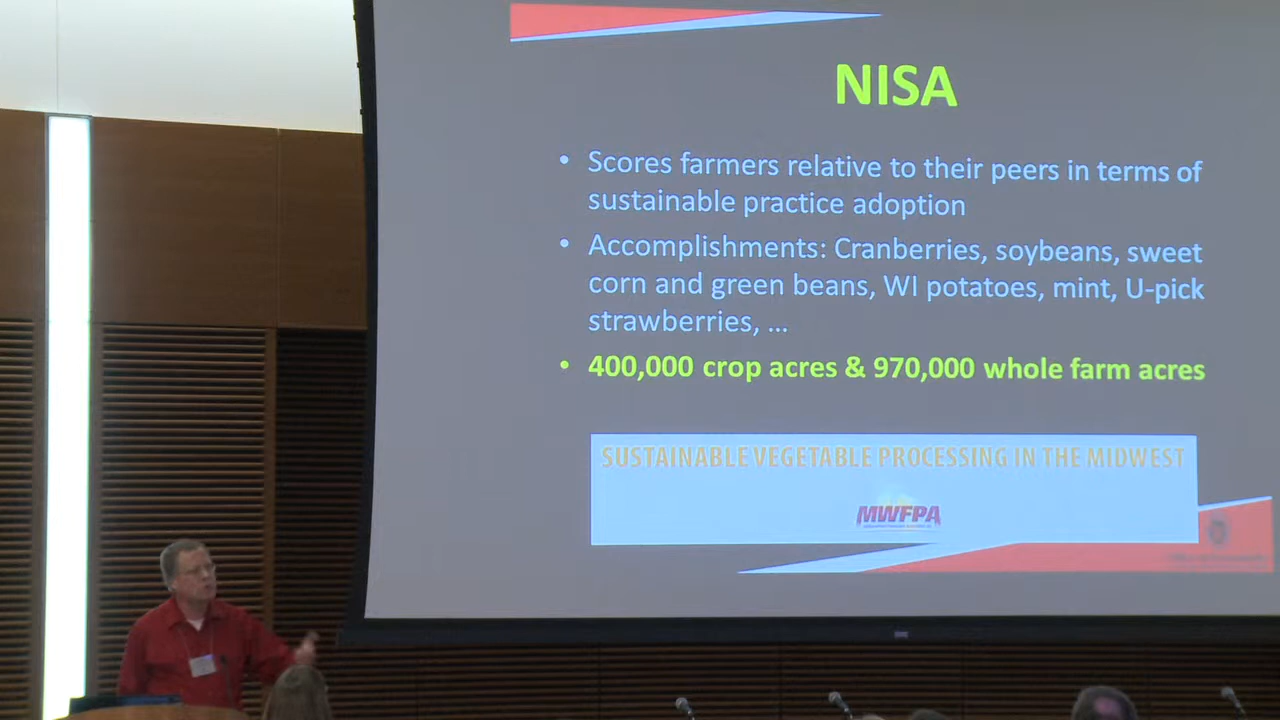 NISA
• Scores farmers relative to their peers in terms of
sustainable practice adoption
• Accomplishments: Cranberries, soybeans, sweet
corn and green beans, WI potatoes, mint, U-pick
strawberries, ...
• 400,000 crop acres & 970,000 whole farm acres
SUSTAINABLE VEGETABLE PROCESSING IN THE MIDWEST
MWFPA